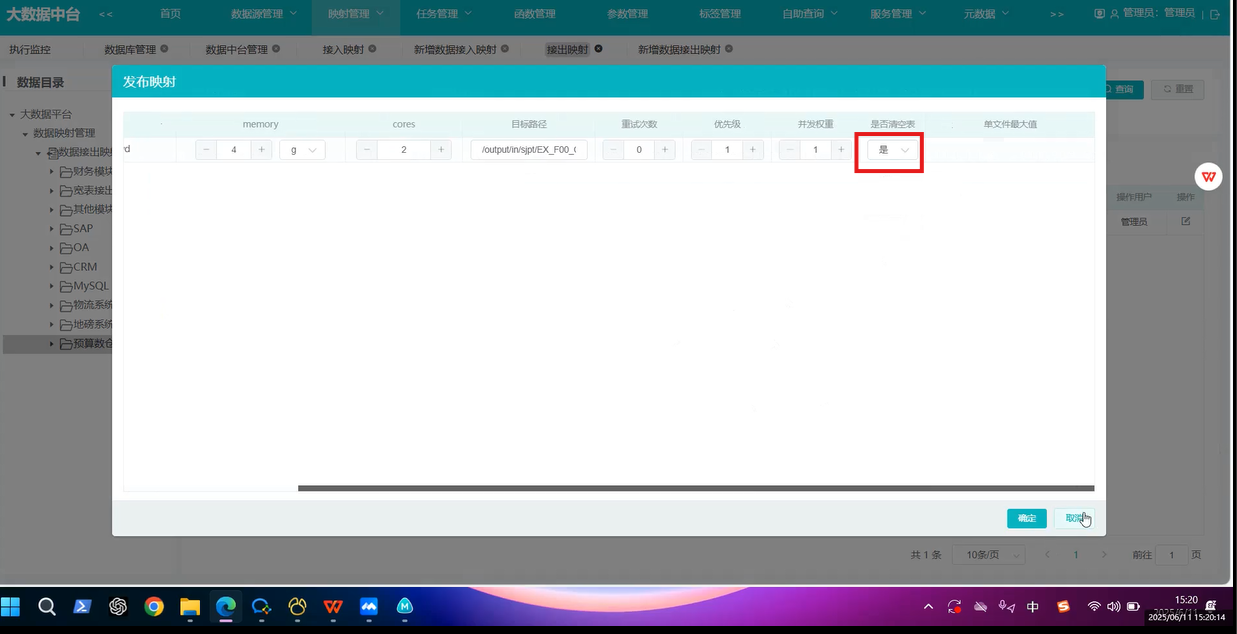 大数据中台 << 首页 数据源管理 映射管理 任务管理 函数管理 参数管理 标签管理 自助查询 服务管理 元数据 >> 管理员: 管理员
执行监控 数据库管理 数据中台管理 接入映射 新增数据接入映射 接出映射 新增数据接出映射
数据目录
发布映射
查询 重置
大数据平台
数据映射管理
数据接出映
财务模块
宽表接出
其他模块
SAP
OA
CRM
MySQL
物流系统
地磅系统
预算数仓
memory cores 目标路径 重试次数 优先级 并发权重 是否清空表 单文件最大值
− 4 + g − 2 + /output/in/sjpt/EX_F00_ − 0 + − 1 + − 1 + 是
操作用户 操作
管理员
确定 取消
共 1 条 10条/页 < 1 > 前往 1 页
中
15:20
2025/06/11 15:20:14